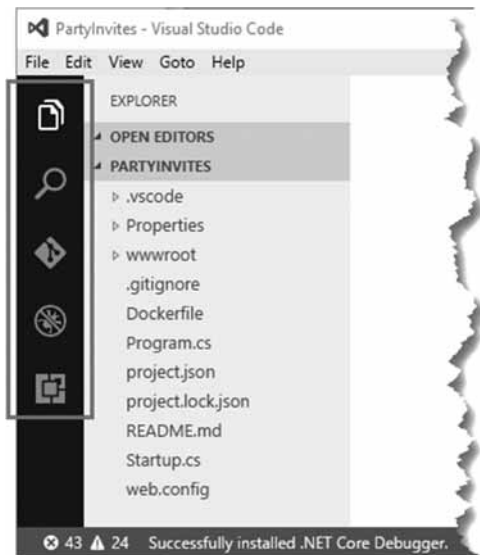 PartyInvites - Visual Studio Code
File Edit View Goto Help
EXPLORER
OPEN EDITORS
PARTYINVITES
.vscode
Properties
wwwroot
.gitignore
Dockerfile
Program.cs
project.json
project.lock.json
README.md
Startup.cs
web.config
43 24 Successfully installed .NET Core Debugger.